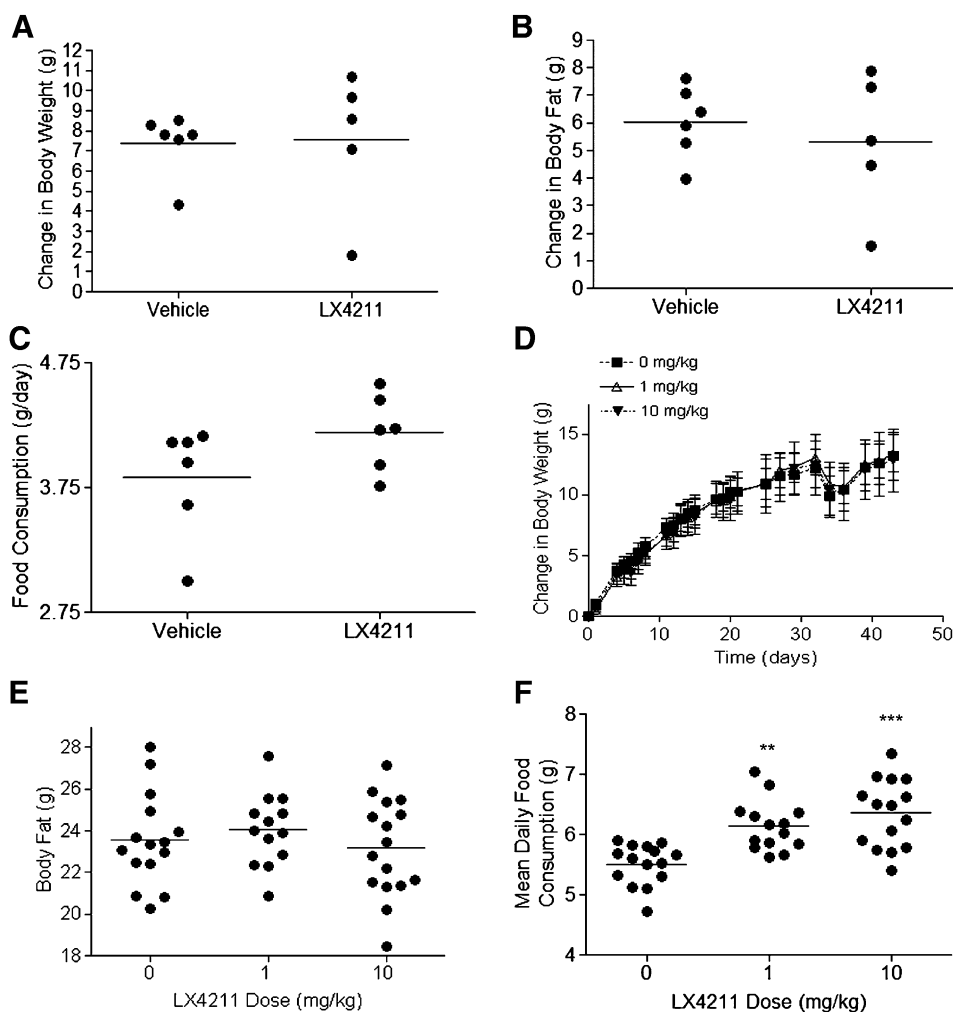 A
Change in Body Weight (g)
12
11
10
9
8
7
6
5
4
3
2
1
0
Vehicle LX4211
B
Change in Body Fat (g)
9
8
7
6
5
4
3
2
1
0
Vehicle LX4211
C
Food Consumption (g/day)
4.75
3.75
2.75
Vehicle LX4211
D
0 mg/kg
1 mg/kg
10 mg/kg
Change in Body Weight (g)
15
10
5
0
0 10 20 30 40 50
Time (days)
E
Body Fat (g)
28
26
24
22
20
18
0 1 10
LX4211 Dose (mg/kg)
F
Mean Daily Food
Consumption (g)
8
7
6
5
4
** ***
0 1 10
LX4211 Dose (mg/kg)